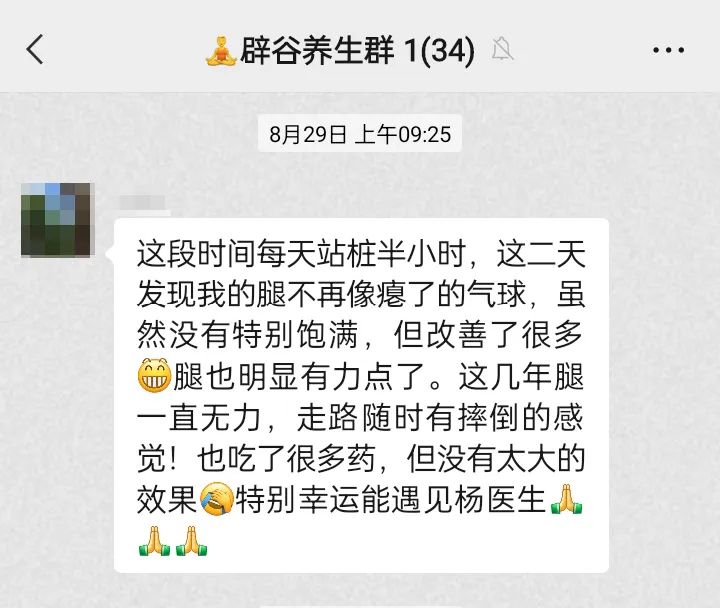 🧘辟谷养生群 1(34)
8月29日 上午09:25
这段时间每天站桩半小时，这二天
发现我的腿不再像瘪了的气球，虽
然没有特别饱满，但改善了很多
😁腿也明显有力点了。这几年腿
一直无力，走路随时有摔倒的感
觉！也吃了很多药，但没有太大的
效果🤦特别幸运能遇见杨医生🙏
🙏🙏